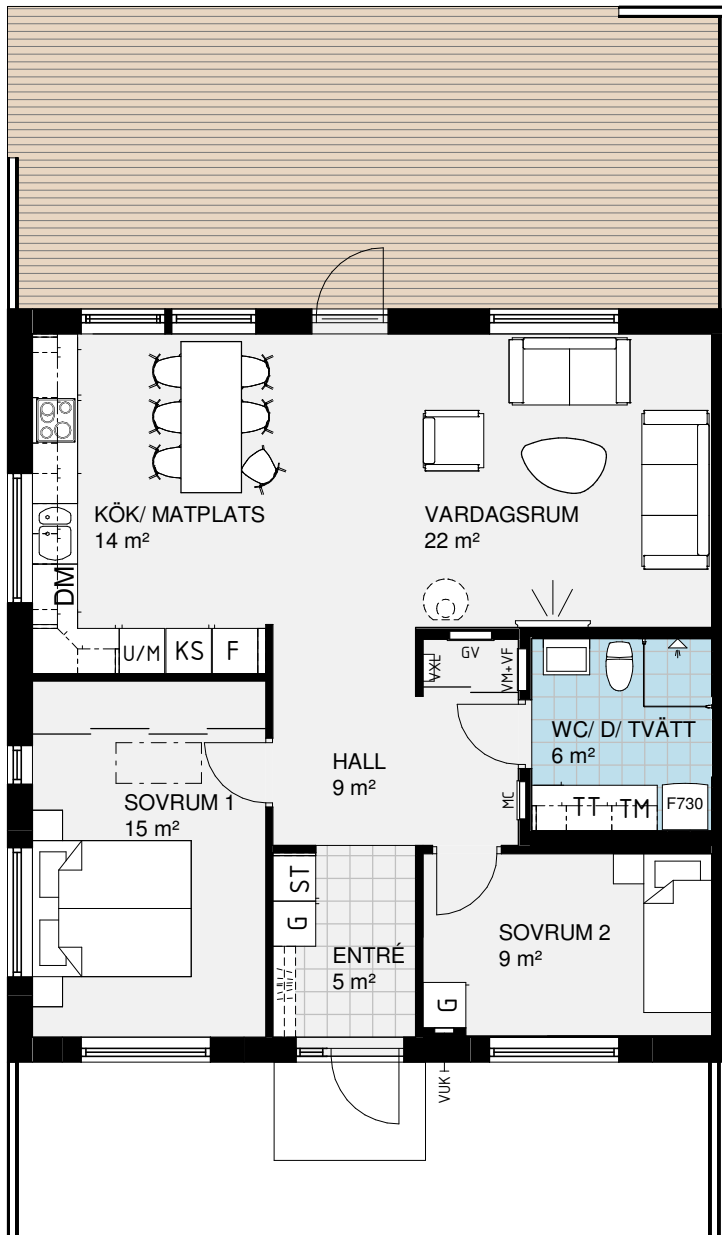 KÖK/ MATPLATS
14 m²
VARDAGSRUM
22 m²
DM
U/M
KS
F
VXL
GV
VM+VF
WC/ D/ TVÄTT
6 m²
HALL
9 m²
MC
TT
TM
F730
SOVRUM 1
15 m²
ST
G
ENTRÉ
5 m²
SOVRUM 2
9 m²
G
VUK